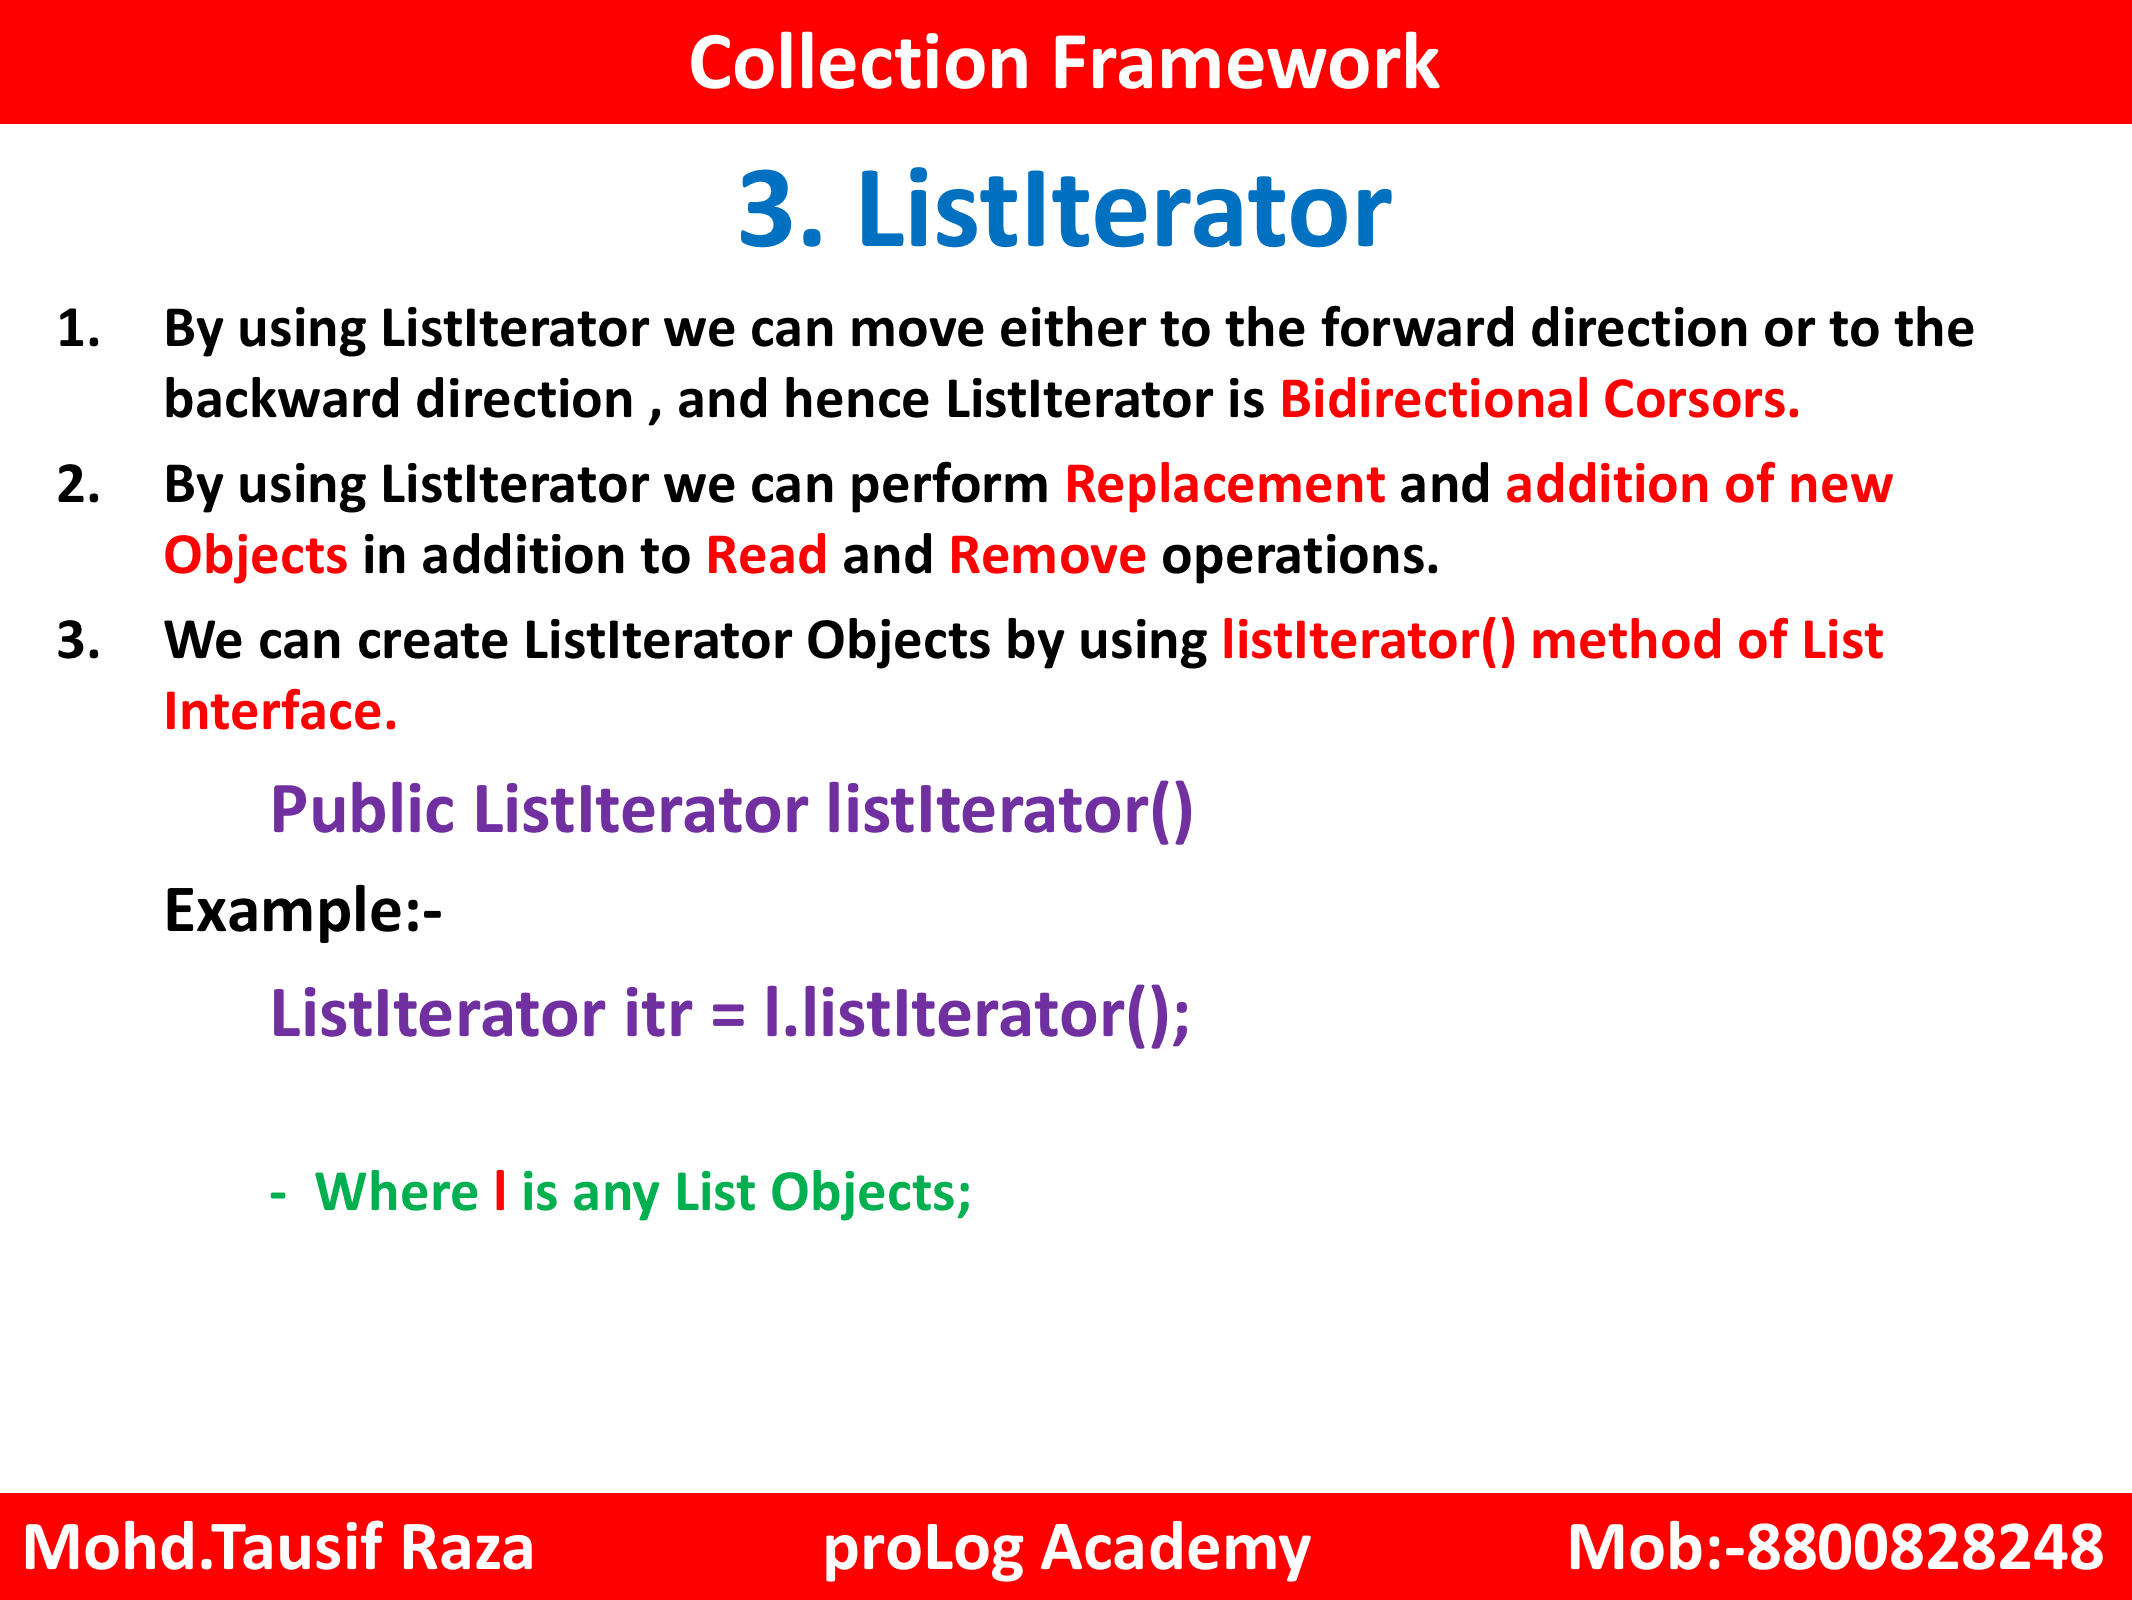 Collection Framework
3. ListIterator
1. By using ListIterator we can move either to the forward direction or to the
backward direction , and hence ListIterator is Bidirectional Corsors.
2. By using ListIterator we can perform Replacement and addition of new
Objects in addition to Read and Remove operations.
3. We can create ListIterator Objects by using listIterator() method of List
Interface.
Public ListIterator listIterator()
Example:-
ListIterator itr = l.listIterator();
- Where l is any List Objects;
Mohd.Tausif Raza proLog Academy Mob:-8800828248